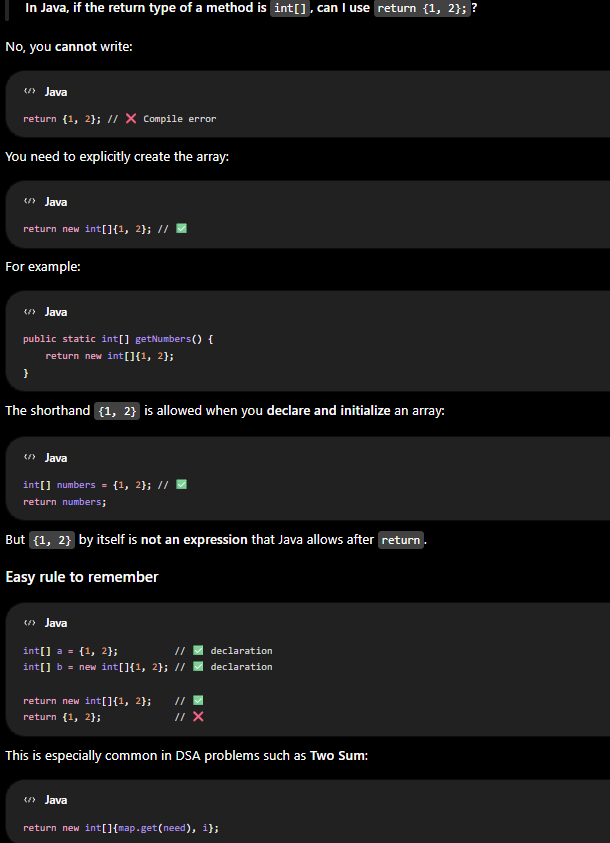 In Java, if the return type of a method is int[], can I use return {1, 2};?
No, you cannot write:
</> Java
return {1, 2}; // ❌ Compile error
You need to explicitly create the array:
</> Java
return new int[]{1, 2}; // ✅
For example:
</> Java
public static int[] getNumbers() {
    return new int[]{1, 2};
}
The shorthand {1, 2} is allowed when you declare and initialize an array:
</> Java
int[] numbers = {1, 2}; // ✅
return numbers;
But {1, 2} by itself is not an expression that Java allows after return.
Easy rule to remember
</> Java
int[] a = {1, 2};          // ✅ declaration
int[] b = new int[]{1, 2}; // ✅ declaration
return new int[]{1, 2};    // ✅
return {1, 2};             // ❌
This is especially common in DSA problems such as Two Sum:
</> Java
return new int[]{map.get(need), i};